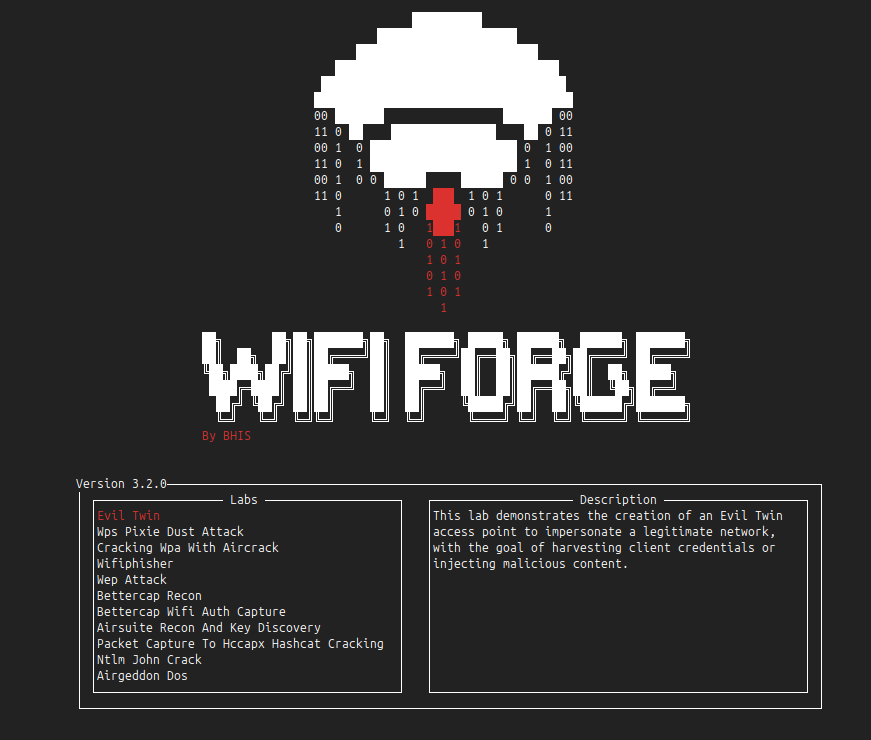 00 00
11 0 0 11
00 1 0 0 1 00
11 0 1 1 0 11
00 1 0 0 0 0 1 00
11 0 1 0 1 1 0 1 0 11
1 0 1 0 0 1 0 1
0 1 0 1 1 0 1 0
1 0 1 0 1
1 0 1
0 1 0
1 0 1
1
WIFI FORGE
By BHIS
Version 3.2.0
Labs
Evil Twin
Wps Pixie Dust Attack
Cracking Wpa With Aircrack
Wifiphisher
Wep Attack
Bettercap Recon
Bettercap Wifi Auth Capture
Airsuite Recon And Key Discovery
Packet Capture To Hccapx Hashcat Cracking
Ntlm John Crack
Airgeddon Dos
Description
This lab demonstrates the creation of an Evil Twin
access point to impersonate a legitimate network,
with the goal of harvesting client credentials or
injecting malicious content.